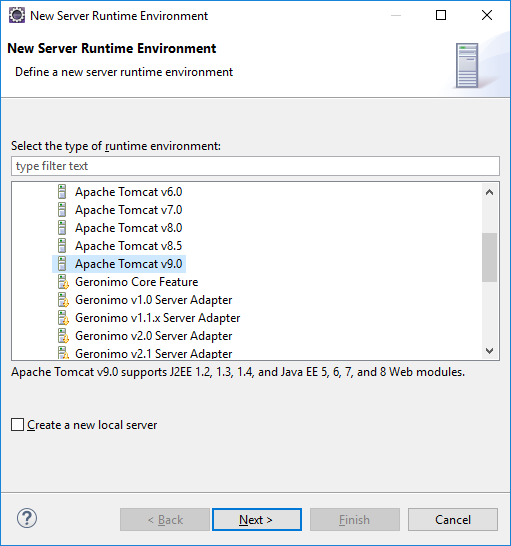 New Server Runtime Environment
New Server Runtime Environment
Define a new server runtime environment
Select the type of runtime environment:
type filter text
Apache Tomcat v6.0
Apache Tomcat v7.0
Apache Tomcat v8.0
Apache Tomcat v8.5
Apache Tomcat v9.0
Geronimo Core Feature
Geronimo v1.0 Server Adapter
Geronimo v1.1.x Server Adapter
Geronimo v2.0 Server Adapter
Geronimo v2.1 Server Adapter
Apache Tomcat v9.0 supports J2EE 1.2, 1.3, 1.4, and Java EE 5, 6, 7, and 8 Web modules.
Create a new local server
? < Back Next > Finish Cancel